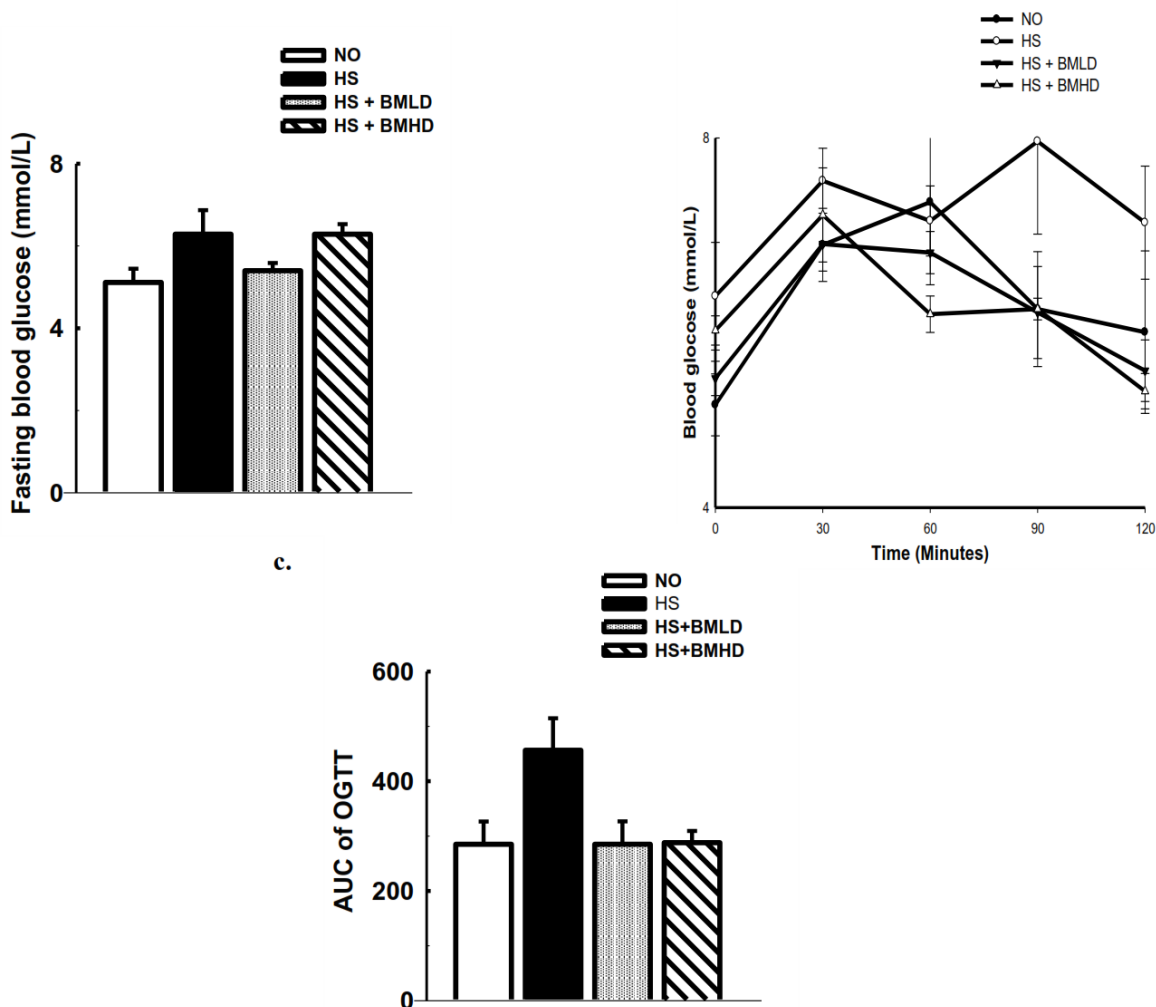 NO
HS
HS + BMLD
HS + BMHD
Fasting blood glucose (mmol/L)
8
4
0
NO
HS
HS + BMLD
HS + BMHD
Blood glocose (mmol/L)
8
4
0
30
60
90
120
Time (Minutes)
c.
NO
HS
HS+BMLD
HS+BMHD
AUC of OGTT
600
400
200
0